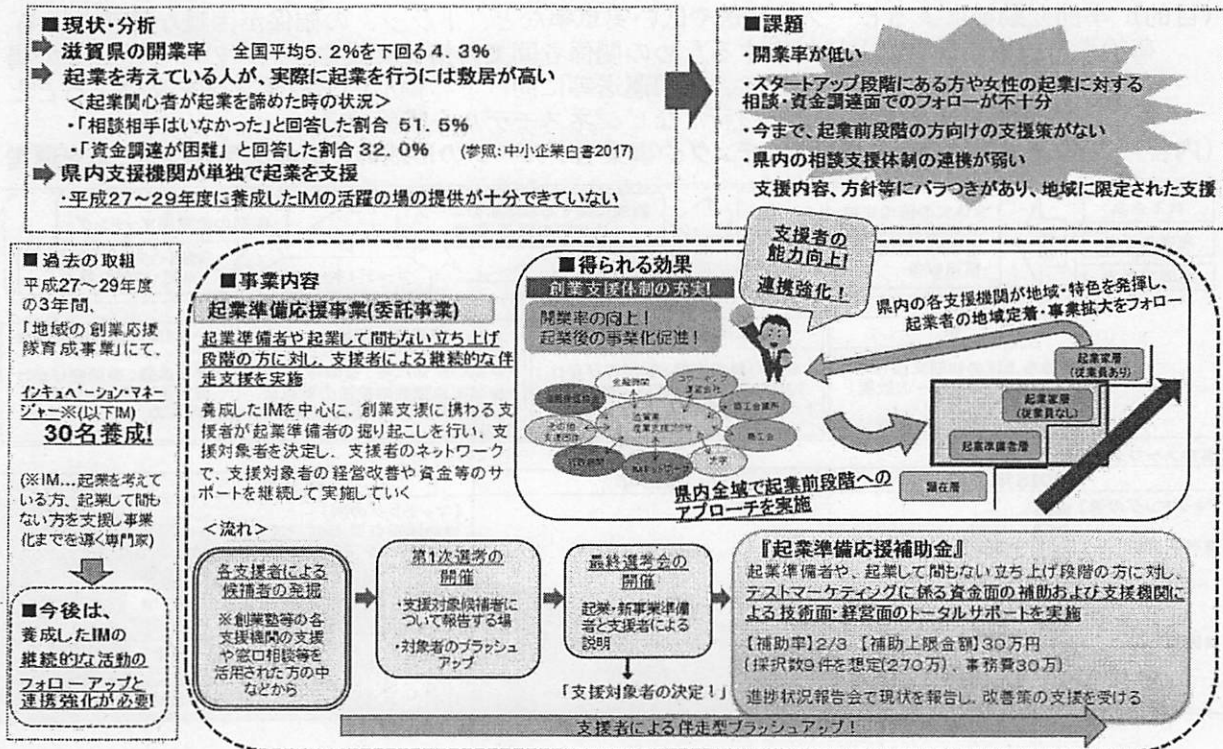 ■現状・分析
滋賀県の開業率　全国平均5.2%を下回る4.3%
起業を考えている人が、実際に起業を行うには敷居が高い
＜起業関心者が起業を諦めた時の状況＞
・「相談相手はいなかった」と回答した割合 51.5%
・「資金調達が困難」と回答した割合32.0%　(参照:中小企業白書2017)
県内支援機関が単独で起業を支援
・平成27～29年度に養成したIMの活躍の場の提供が十分できていない
■課題
・開業率が低い
・スタートアップ段階にある方や女性の起業に対する
相談・資金調達面でのフォローが不十分
・今まで、起業前段階の方向けの支援策がない
・県内の相談支援体制の連携が弱い
支援内容、方針等にバラつきがあり、地域に限定された支援
■過去の取組
平成27～29年度
の3年間、
「地域の創業応援
隊育成事業」にて、
インキュベーション・マネー
ジャー※(以下IM)
30名養成!
(※IM…起業を考えて
いる方、起業して間も
ない方を支援し事業
化までを導く専門家)
■今後は、
養成したIMの
継続的な活動の
フォローアップと
連携強化が必要!
■事業内容
起業準備応援事業(委託事業)
起業準備者や起業して間もない立ち上げ
段階の方に対し、支援者による継続的な伴
走支援を実施
養成したIMを中心に、創業支援に携わる支
援者が起業準備者の掘り起こしを行い、支
援対象者を決定し、支援者のネットワーク
で、支援対象者の経営改善や資金等のサ
ポートを継続して実施していく
■得られる効果
創業支援体制の充実!
開業率の向上!
起業後の事業化促進!
支援者の
能力向上!
連携強化!
県内の各支援機関が地域・特色を発揮し、
起業者の地域定着・事業拡大をフォロー
金融機関
商工会議所
商工会
大学
IMネットワーク
行政機関
その他
支援団体
滋賀県
産業支援プラザ
起業家層
(従業員あり)
起業家層
(従業員なし)
起業準備者層
潜在層
県内全域で起業前段階への
アプローチを実施
＜流れ＞
各支援者による
候補者の発掘
※創業塾等の各
支援機関の支援
や窓口相談等を
活用された方の中
などから
第1次選考の
開催
・支援対象候補者に
ついて報告する場
・対象者のブラッシュ
アップ
最終選考会の
開催
起業・新事業準備
者と支援者による
説明
「支援対象者の決定!」
『起業準備応援補助金』
起業準備者や、起業して間もない立ち上げ段階の方に対し、
テストマーケティングに係る資金面の補助および支援機関に
よる技術面・経営面のトータルサポートを実施
【補助率】2/3　【補助上限金額】30万円
(採択数9件を想定(270万)、事務費30万)
進捗状況報告会で現状を報告し、改善策の支援を受ける
支援者による伴走型ブラッシュアップ!